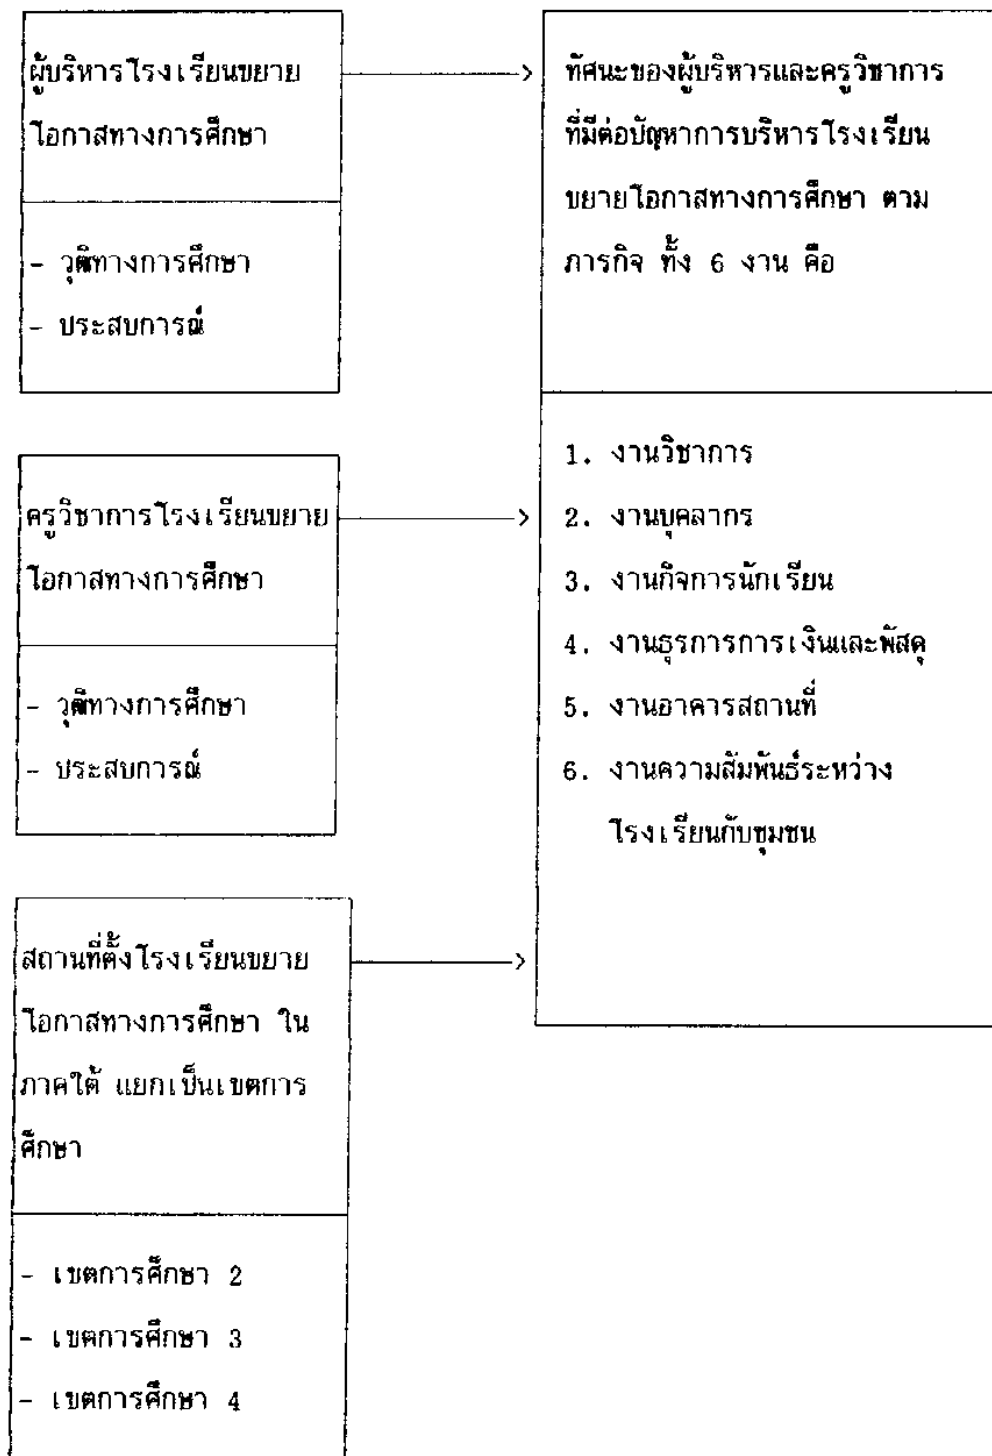 ผู้บริหารโรงเรียนขยาย
โอกาสทางการศึกษา
- วุฒิทางการศึกษา
- ประสบการณ์
ครูวิชาการโรงเรียนขยาย
โอกาสทางการศึกษา
- วุฒิทางการศึกษา
- ประสบการณ์
สถานที่ตั้งโรงเรียนขยาย
โอกาสทางการศึกษา ใน
ภาคใต้ แยกเป็นเขตการ
ศึกษา
- เขตการศึกษา 2
- เขตการศึกษา 3
- เขตการศึกษา 4
ทัศนะของผู้บริหารและครูวิชาการ
ที่มีต่อปัญหาการบริหารโรงเรียน
ขยายโอกาสทางการศึกษา ตาม
ภารกิจ ทั้ง 6 งาน คือ
1. งานวิชาการ
2. งานบุคลากร
3. งานกิจการนักเรียน
4. งานธุรการการเงินและพัสดุ
5. งานอาคารสถานที่
6. งานความสัมพันธ์ระหว่าง
โรงเรียนกับชุมชน